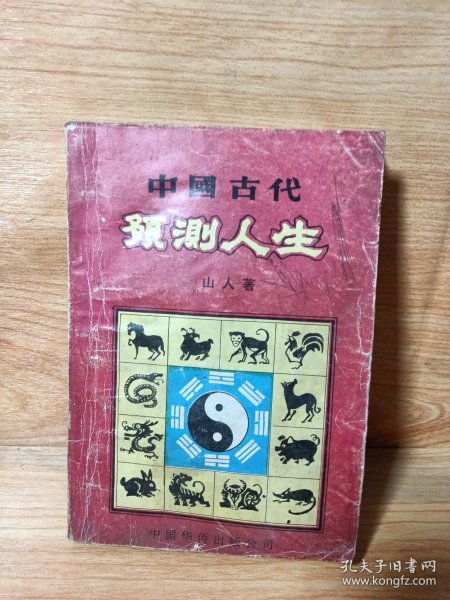 中國古代
預測人生
山人著
中国华侨出版公司
孔夫子旧书网
www.kongfz.com